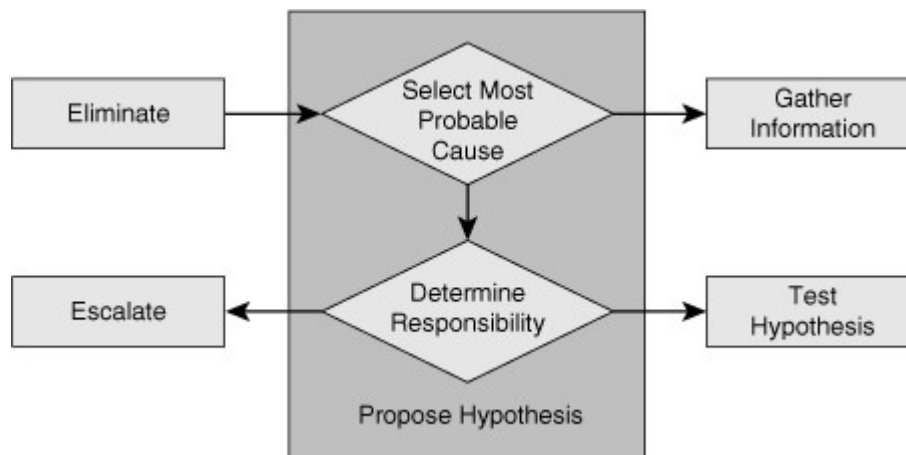 Eliminate
Select Most
Probable
Cause
Gather
Information
Escalate
Determine
Responsibility
Test
Hypothesis
Propose Hypothesis